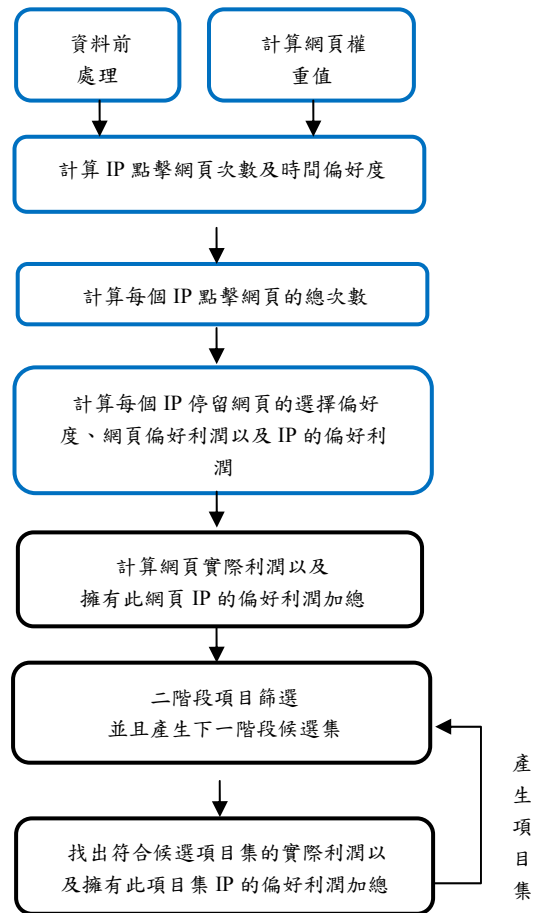 資料前
處理
計算網頁權
重值
計算 IP 點擊網頁次數及時間偏好度
計算每個 IP 點擊網頁的總次數
計算每個 IP 停留網頁的選擇偏好
度、網頁偏好利潤以及 IP 的偏好利
潤
計算網頁實際利潤以及
擁有此網頁 IP 的偏好利潤加總
二階段項目篩選
並且產生下一階段候選集
產生項目集
找出符合候選項目集的實際利潤以
及擁有此項目集 IP 的偏好利潤加總